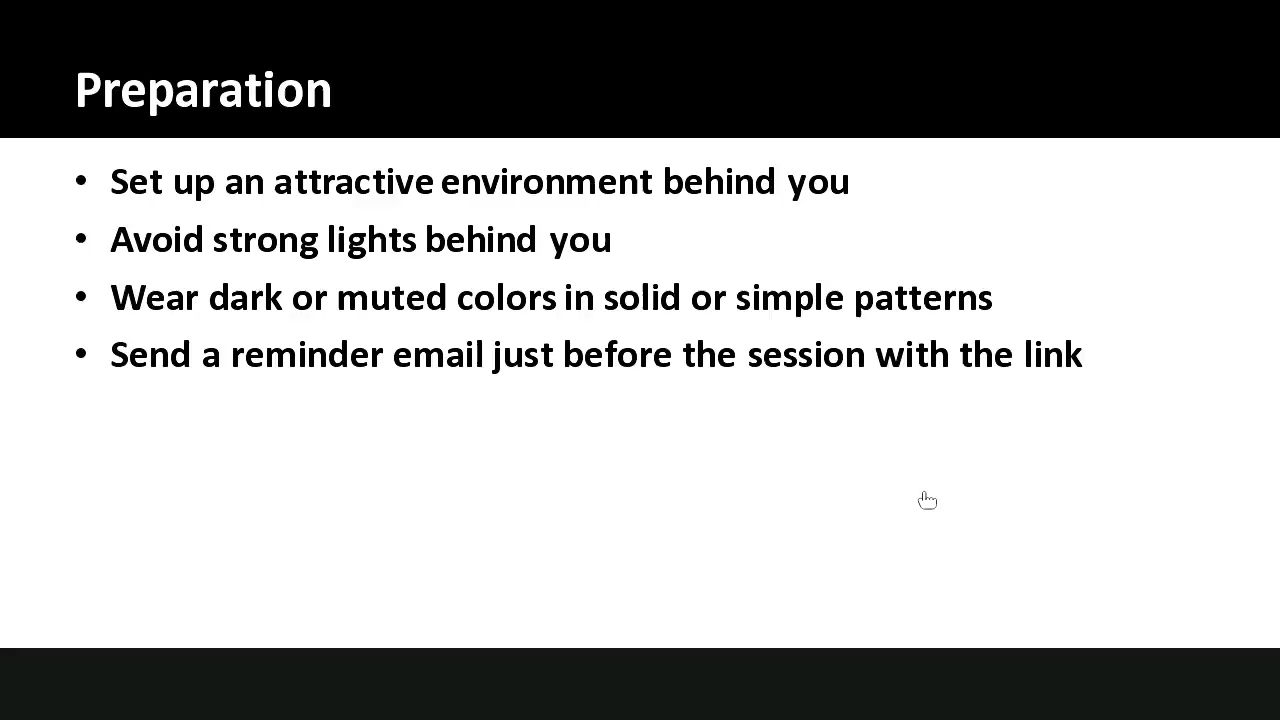 Preparation
• Set up an attractive environment behind you
• Avoid strong lights behind you
• Wear dark or muted colors in solid or simple patterns
• Send a reminder email just before the session with the link